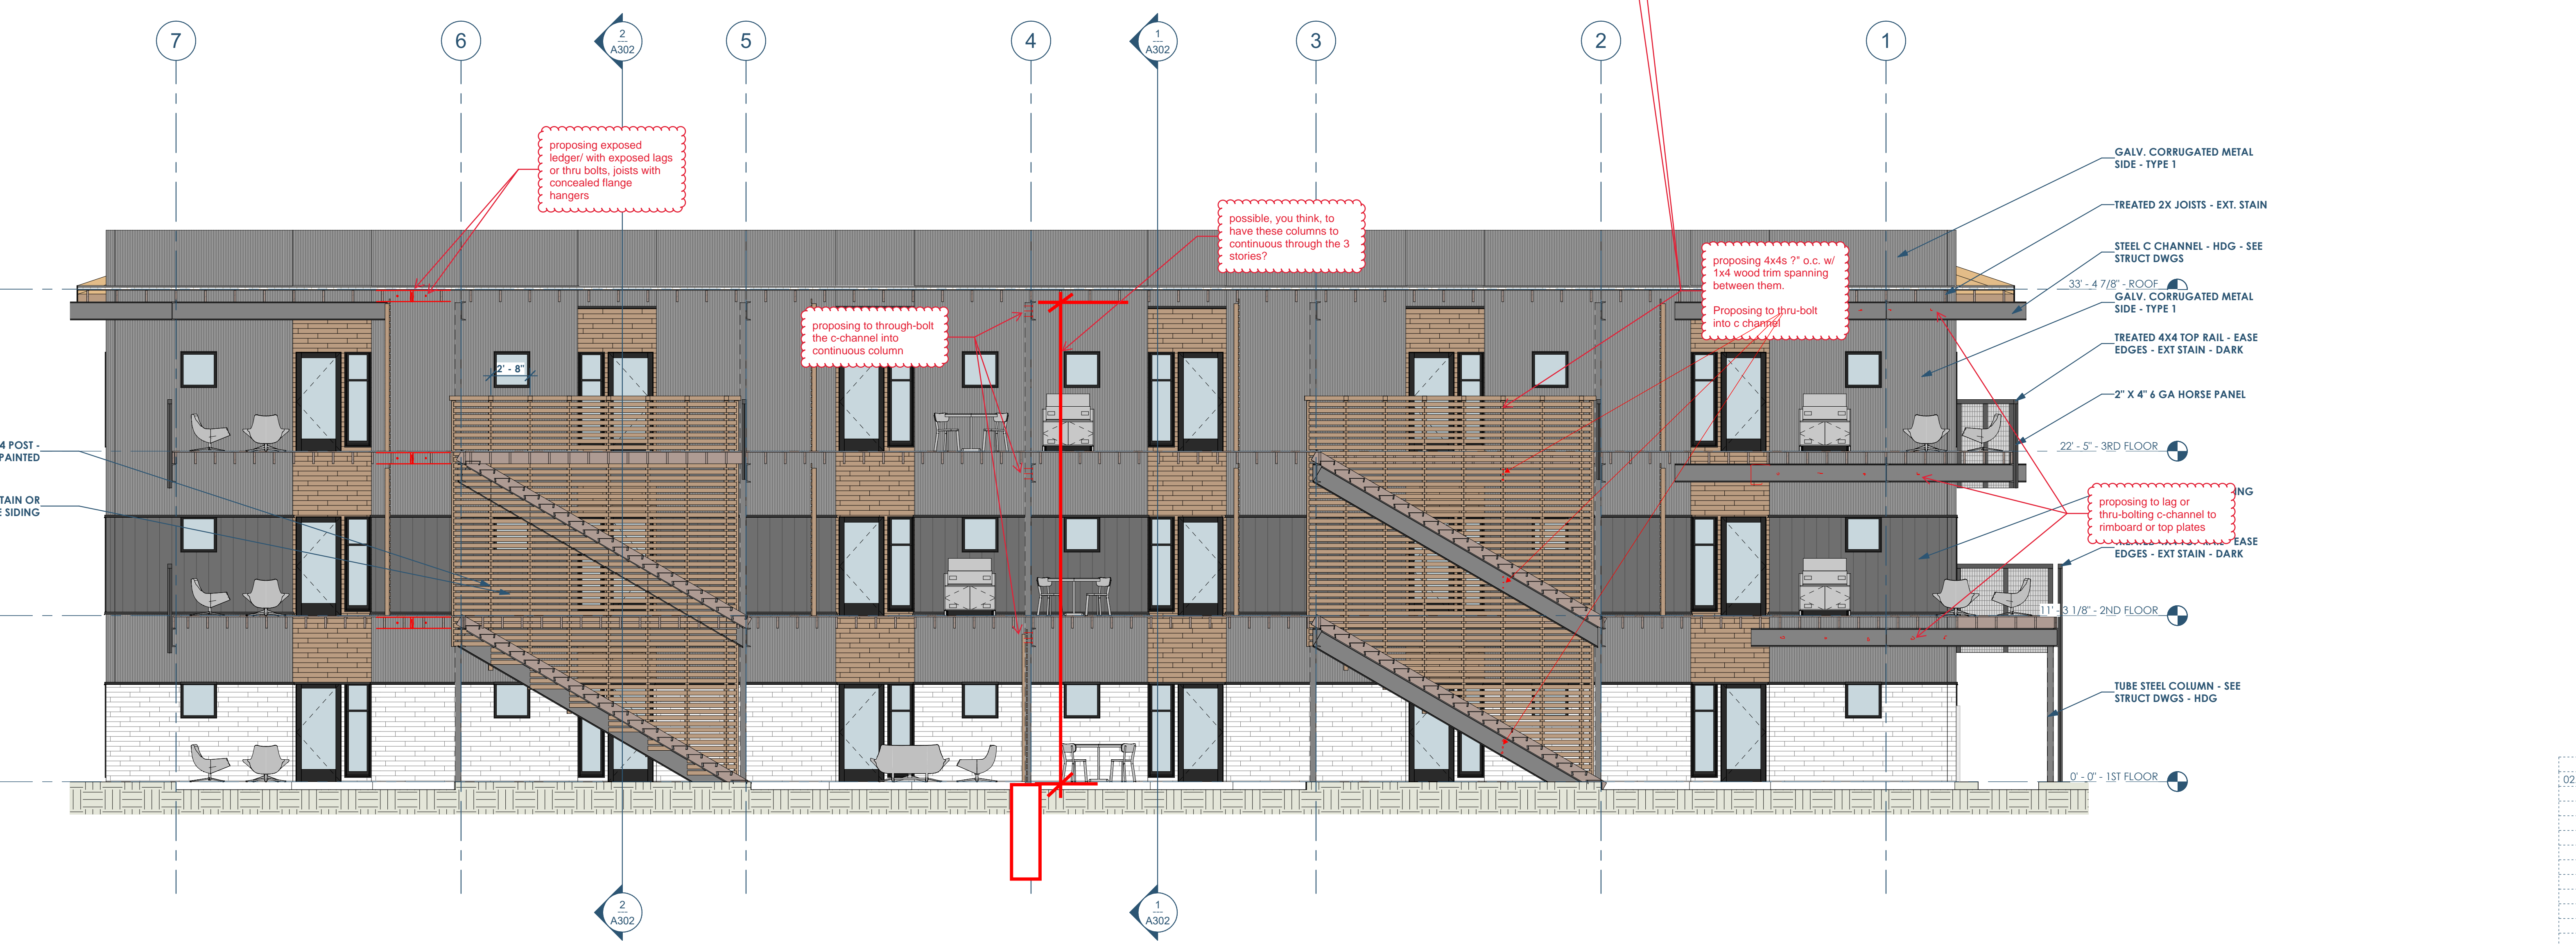 7
6
2
A302
5
4
1
A302
3
2
1
proposing exposed
ledger/ with exposed lags
or thru bolts, joists with
concealed flange
hangers
possible, you think, to
have these columns to
continuous through the 3
stories?
proposing to through-bolt
the c-channel into
continuous column
proposing 4x4s ?" o.c. w/
1x4 wood trim spanning
between them.
Proposing to thru-bolt
into c channel
GALV. CORRUGATED METAL
SIDE - TYPE 1
TREATED 2X JOISTS - EXT. STAIN
STEEL C CHANNEL - HDG - SEE
STRUCT DWGS
33' - 4 7/8" - ROOF
GALV. CORRUGATED METAL
SIDE - TYPE 1
TREATED 4X4 TOP RAIL - EASE
EDGES - EXT STAIN - DARK
2" X 4" 6 GA HORSE PANEL
22' - 5" - 3RD FLOOR
ING
proposing to lag or
thru-bolting c-channel to
rimboard or top plates
EASE
EDGES - EXT STAIN - DARK
11' - 3 1/8" - 2ND FLOOR
TUBE STEEL COLUMN - SEE
STRUCT DWGS - HDG
0' - 0" - 1ST FLOOR
2' - 8"
4 POST -
PAINTED
TAIN OR
E SIDING
2
A302
1
A302
02